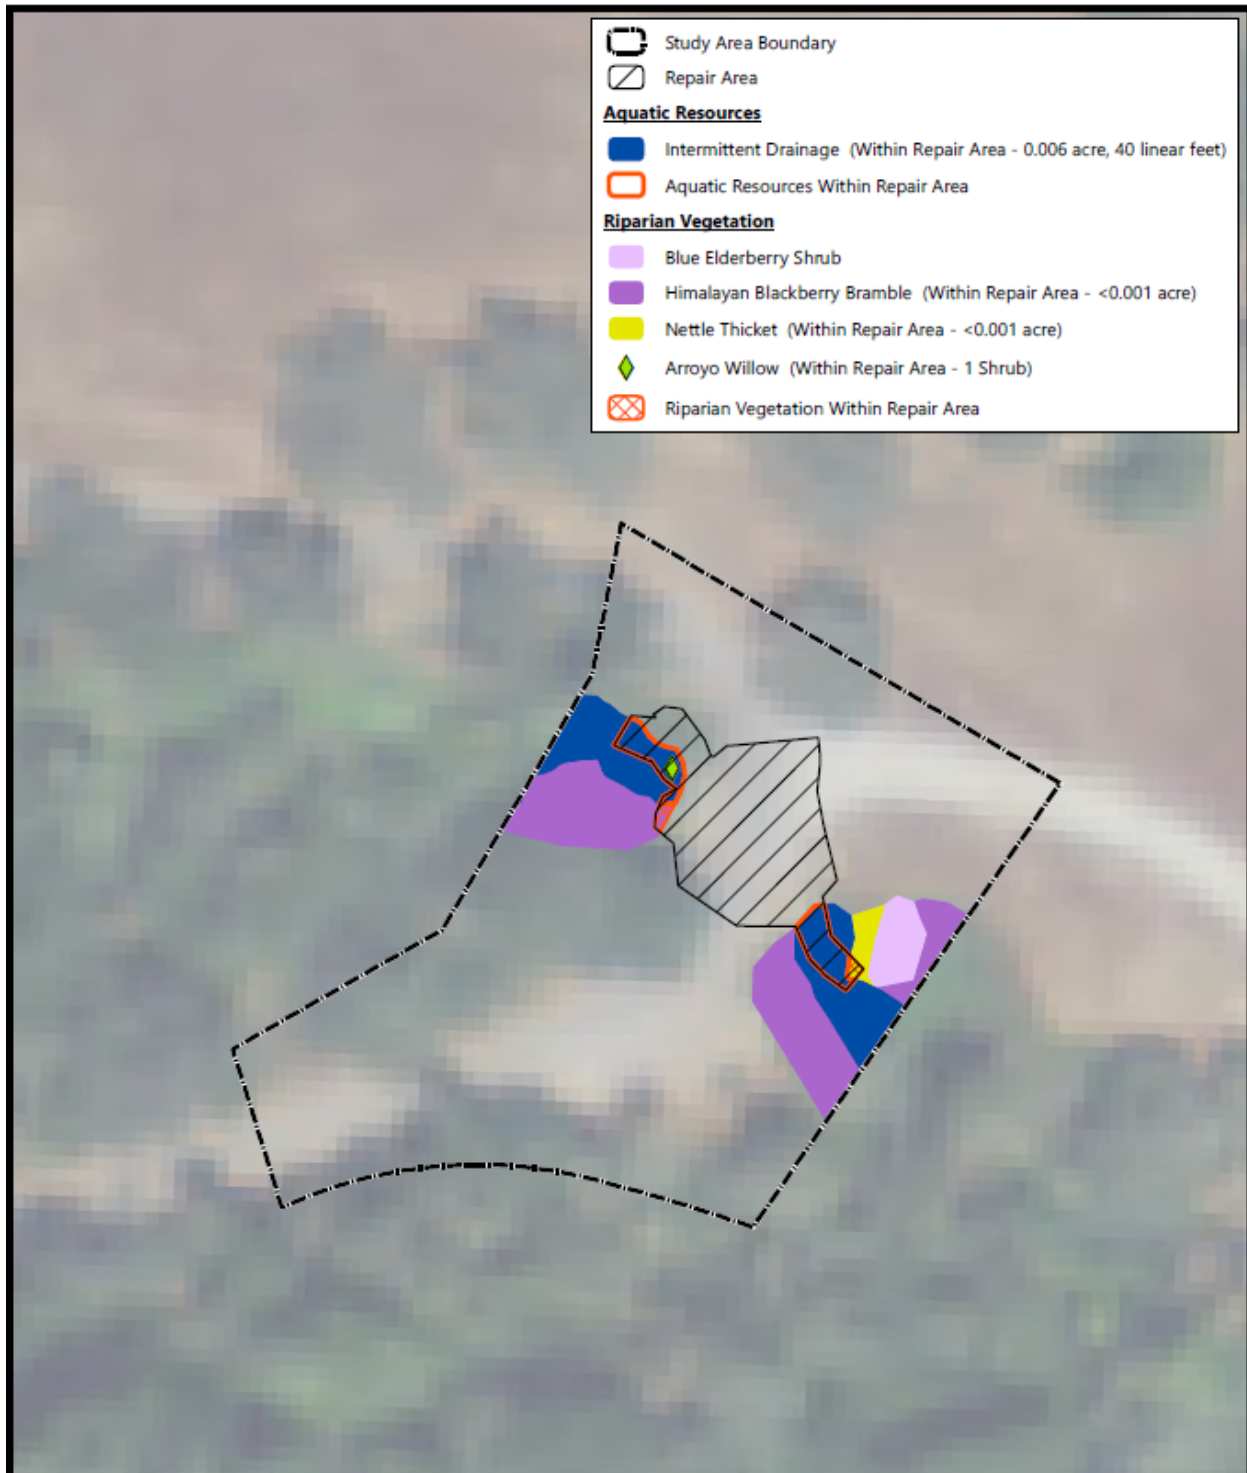 Study Area Boundary
Repair Area
Aquatic Resources
Intermittent Drainage (Within Repair Area - 0.006 acre, 40 linear feet)
Aquatic Resources Within Repair Area
Riparian Vegetation
Blue Elderberry Shrub
Himalayan Blackberry Bramble (Within Repair Area - <0.001 acre)
Nettle Thicket (Within Repair Area - <0.001 acre)
Arroyo Willow (Within Repair Area - 1 Shrub)
Riparian Vegetation Within Repair Area